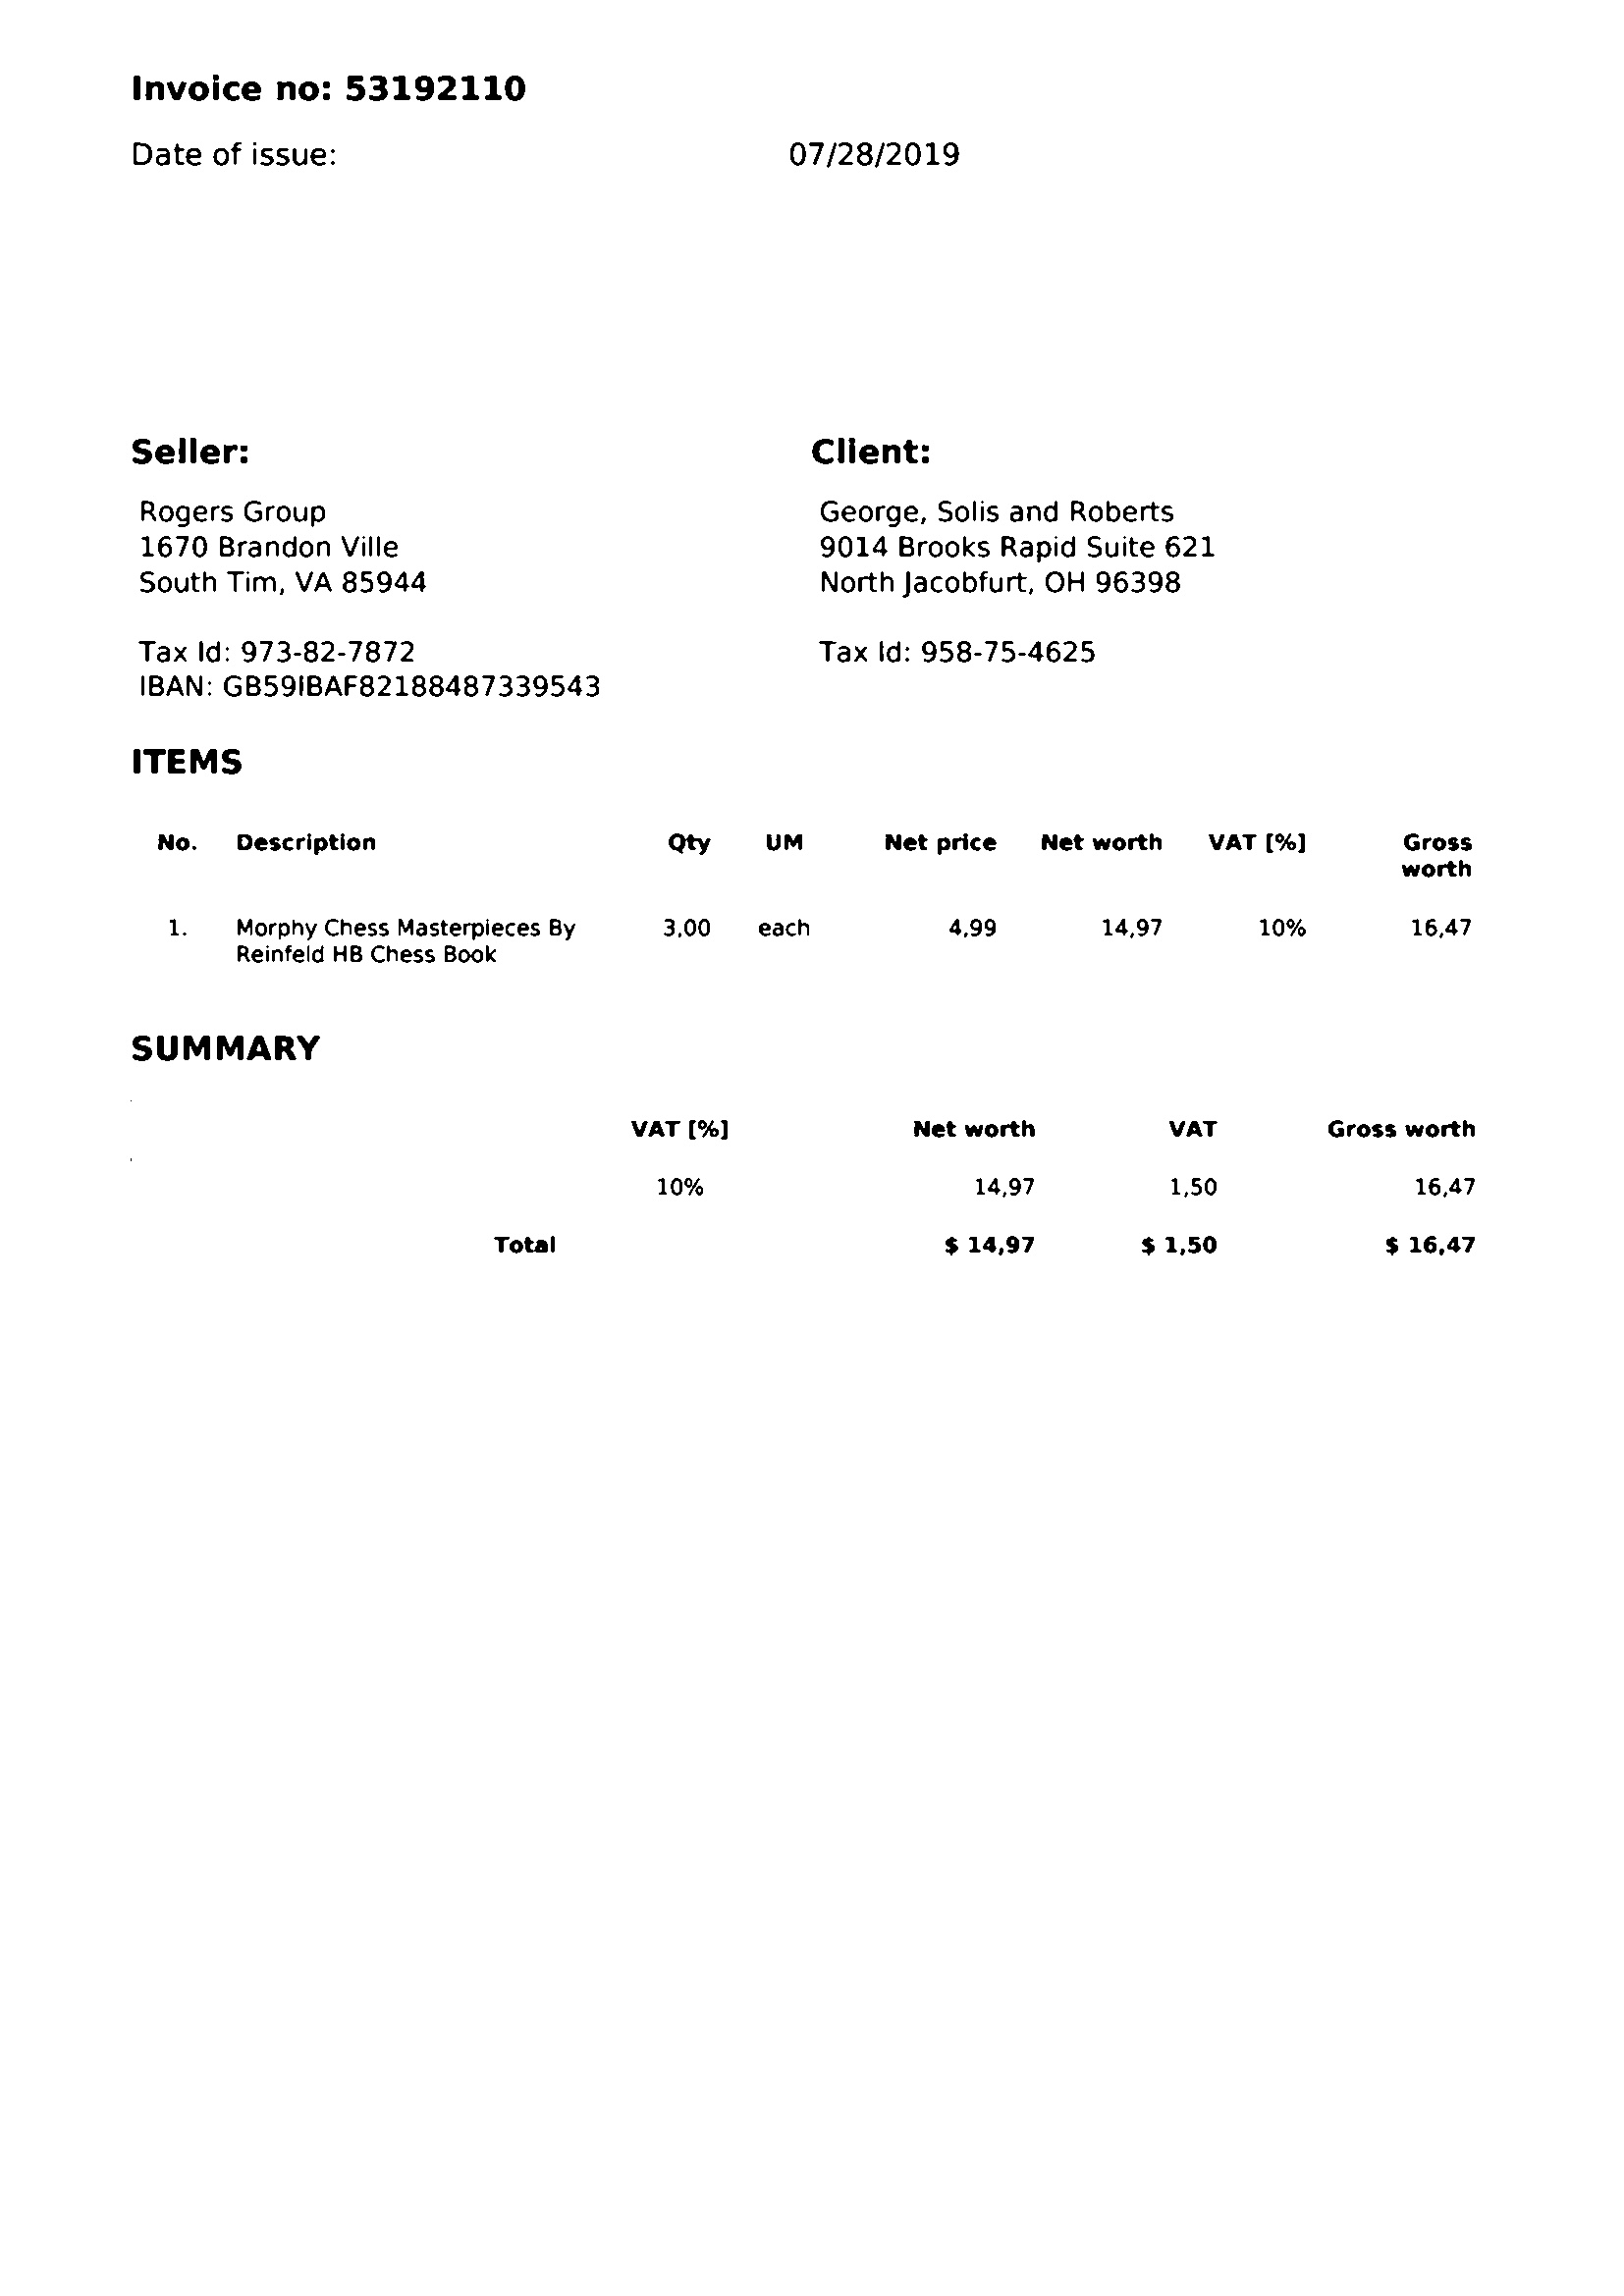 Invoice no: 53192110
Date of issue: 07/28/2019
Seller:
Rogers Group
1670 Brandon Ville
South Tim, VA 85944
Tax Id: 973-82-7872
IBAN: GB59IBAF82188487339543
Client:
George, Solis and Roberts
9014 Brooks Rapid Suite 621
North Jacobfurt, OH 96398
Tax Id: 958-75-4625
ITEMS
No. Description Qty UM Net price Net worth VAT [%] Gross
worth
1. Morphy Chess Masterpieces By 3,00 each 4,99 14,97 10% 16,47
Reinfeld HB Chess Book
SUMMARY
VAT [%] Net worth VAT Gross worth
10% 14,97 1,50 16,47
Total $ 14,97 $ 1,50 $ 16,47